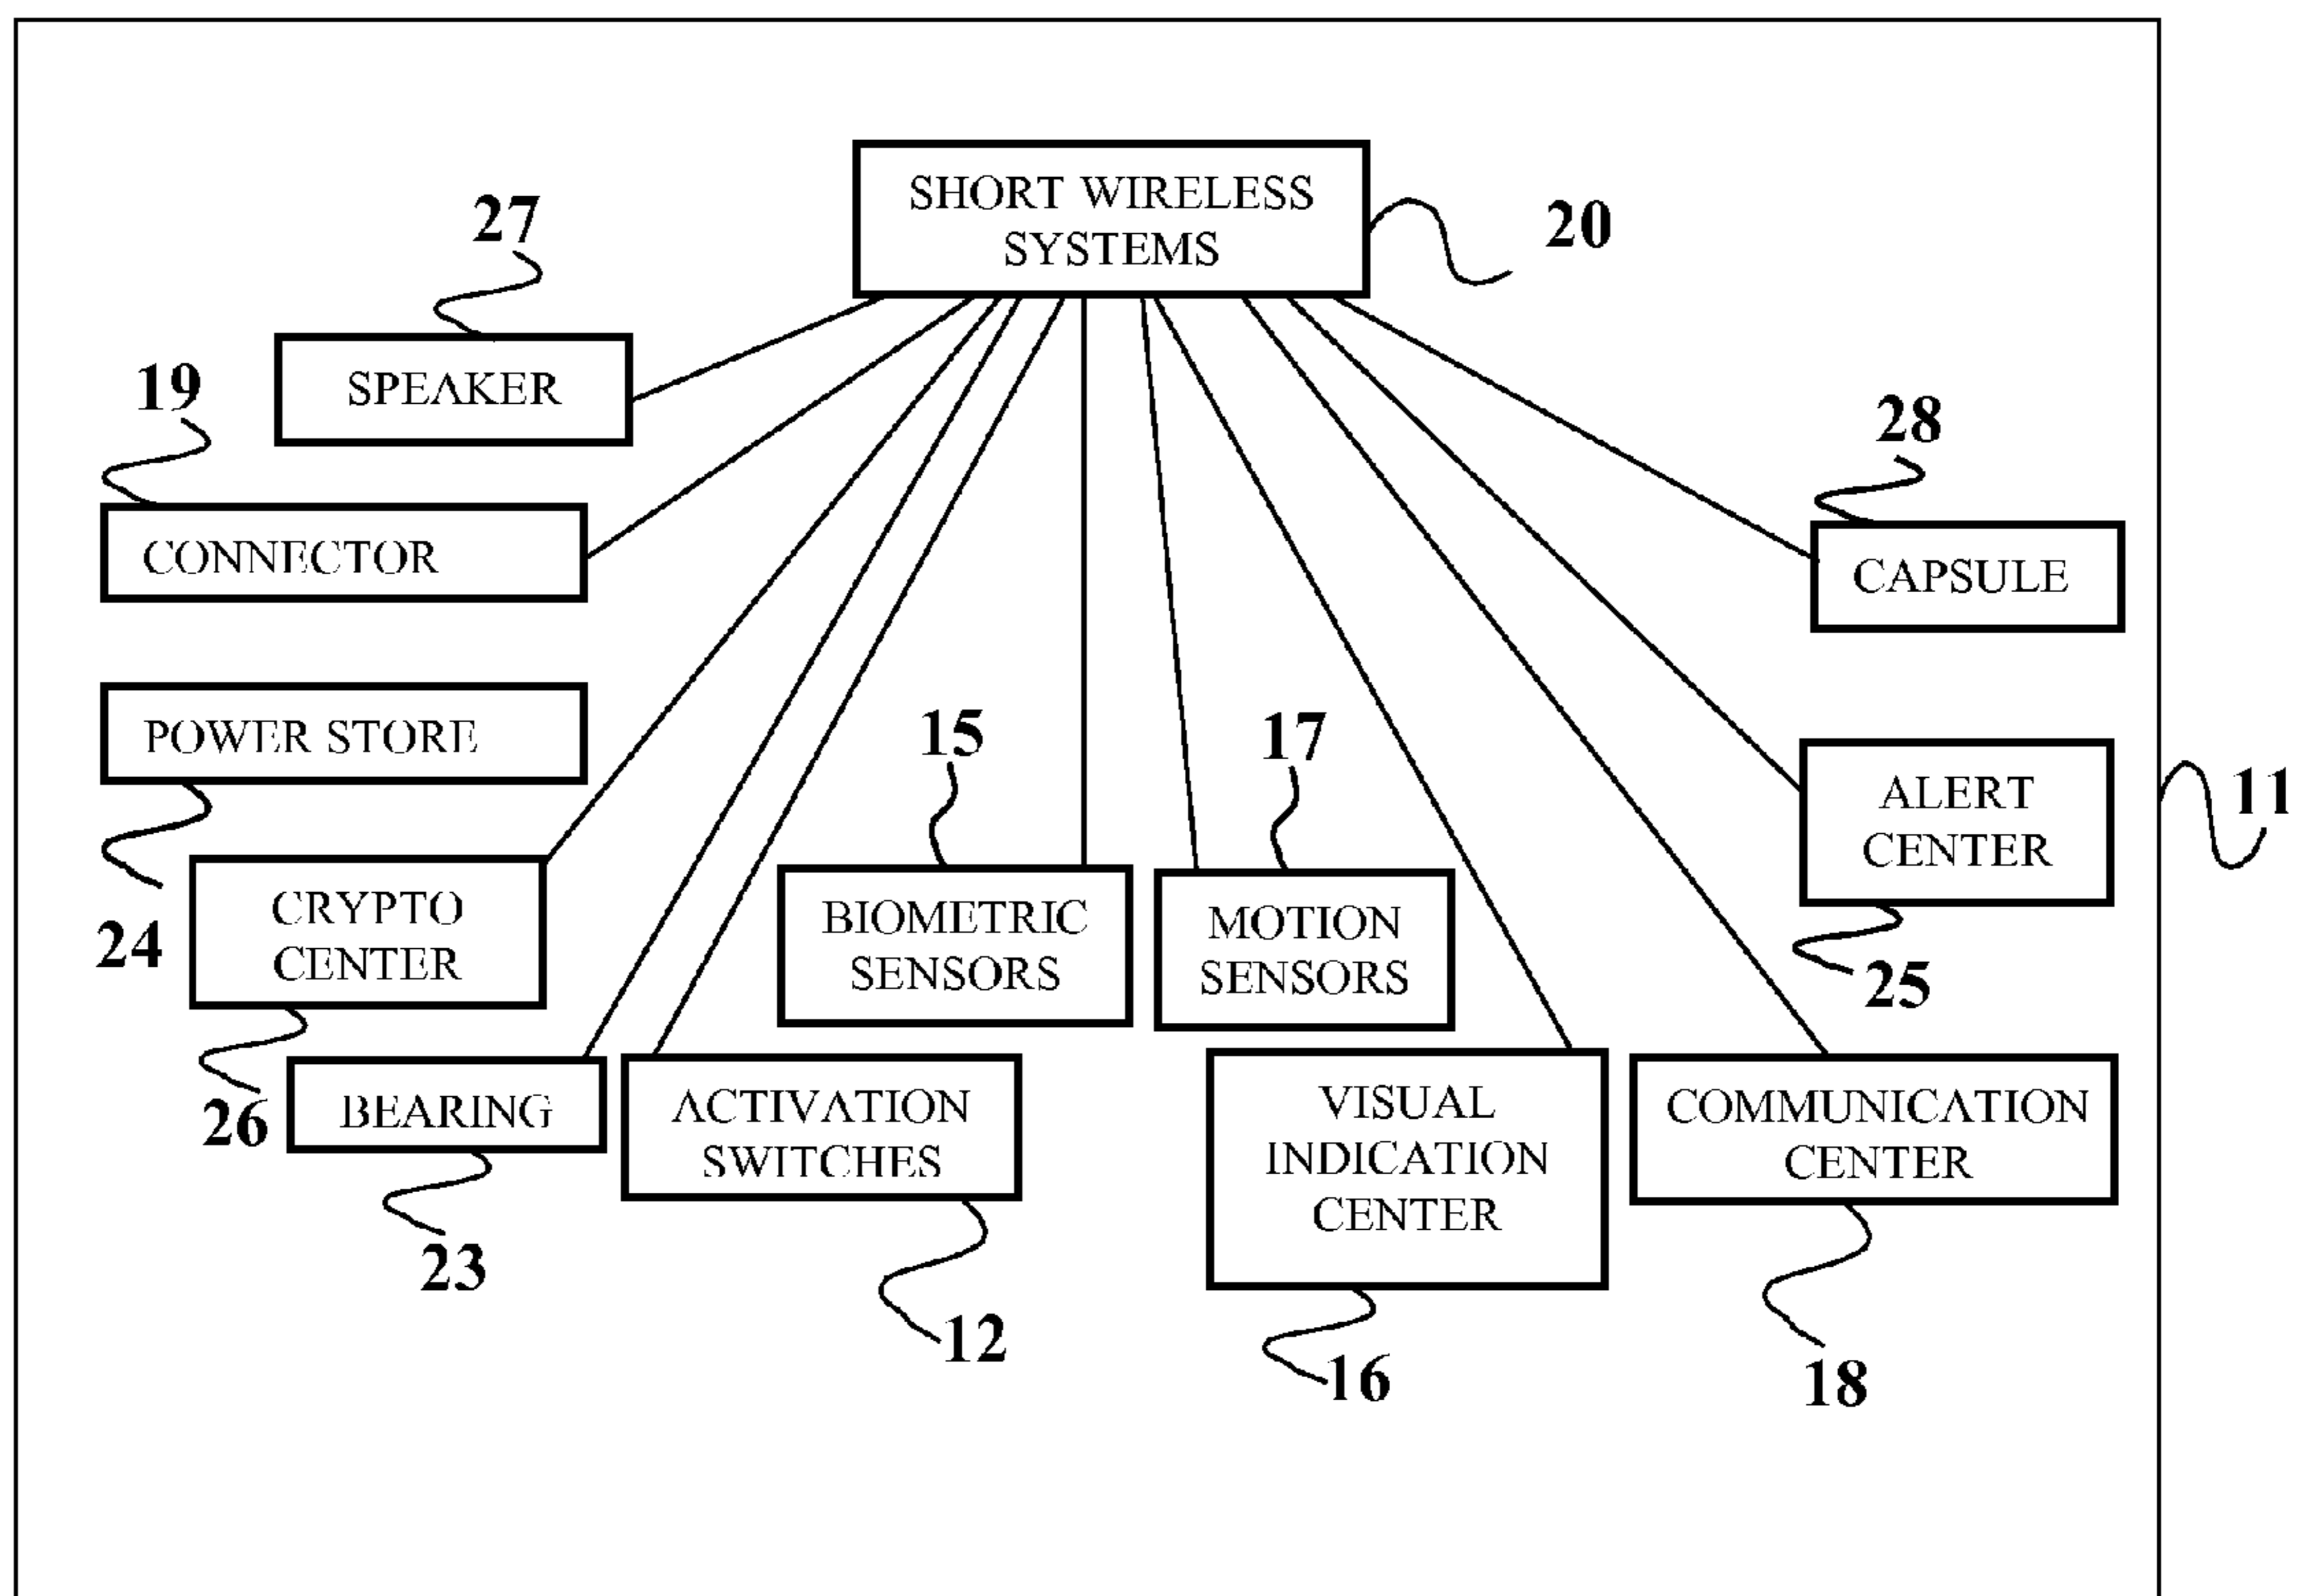 SHORT WIRELESS
SYSTEMS
20
27
SPEAKER
19
CONNECTOR
28
CAPSULE
POWER STORE
24
15
17
ALERT
CENTER
11
25
CRYPTO
CENTER
26
BIOMETRIC
SENSORS
MOTION
SENSORS
BEARING
23
ACTIVATION
SWITCHES
12
VISUAL
INDICATION
CENTER
16
COMMUNICATION
CENTER
18